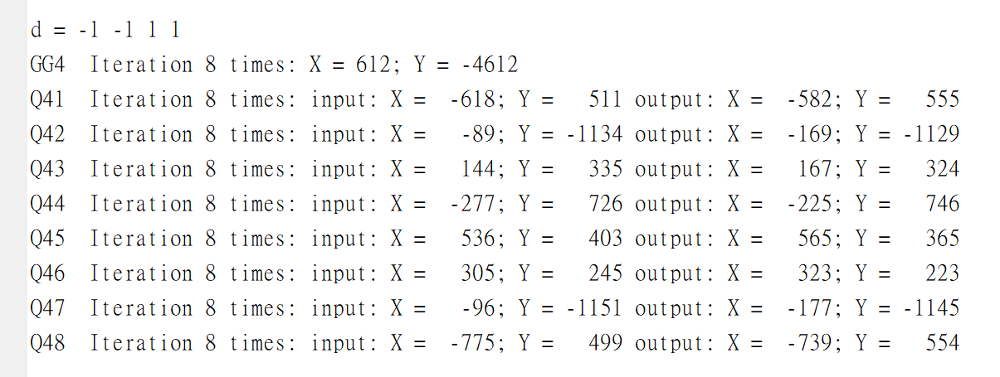 d = -1 -1 1 1
GG4  Iteration 8 times: X = 612; Y = -4612
Q41  Iteration 8 times: input: X =  -618; Y =   511 output: X =  -582; Y =   555
Q42  Iteration 8 times: input: X =   -89; Y = -1134 output: X =  -169; Y = -1129
Q43  Iteration 8 times: input: X =   144; Y =   335 output: X =   167; Y =   324
Q44  Iteration 8 times: input: X =  -277; Y =   726 output: X =  -225; Y =   746
Q45  Iteration 8 times: input: X =   536; Y =   403 output: X =   565; Y =   365
Q46  Iteration 8 times: input: X =   305; Y =   245 output: X =   323; Y =   223
Q47  Iteration 8 times: input: X =   -96; Y = -1151 output: X =  -177; Y = -1145
Q48  Iteration 8 times: input: X =  -775; Y =   499 output: X =  -739; Y =   554